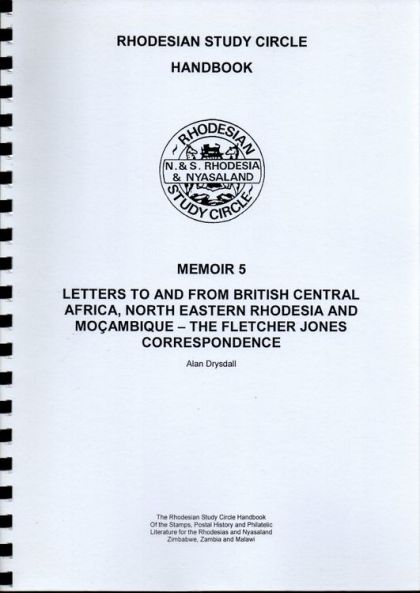 RHODESIAN STUDY CIRCLE
HANDBOOK
~ RHODESIAN ~
N. & S. RHODESIA
& NYASALAND
STUDY CIRCLE
MEMOIR 5
LETTERS TO AND FROM BRITISH CENTRAL
AFRICA, NORTH EASTERN RHODESIA AND
MOÇAMBIQUE – THE FLETCHER JONES
CORRESPONDENCE
Alan Drysdall
The Rhodesian Study Circle Handbook
Of the Stamps, Postal History and Philatelic
Literature for the Rhodesias and Nyasaland
Zimbabwe, Zambia and Malawi